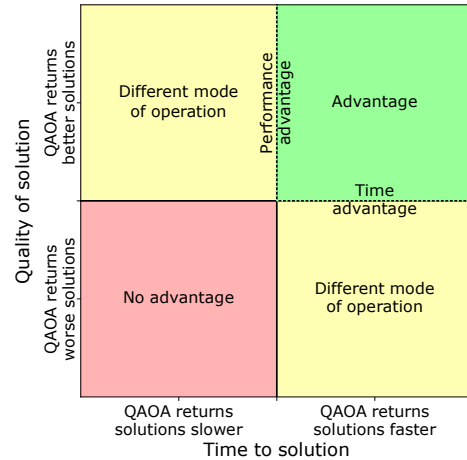 Quality of solution
QAOA returns
better solutions
QAOA returns
worse solutions
Different mode
of operation
Performance
advantage
Advantage
Time
advantage
No advantage
Different mode
of operation
QAOA returns
solutions slower
QAOA returns
solutions faster
Time to solution